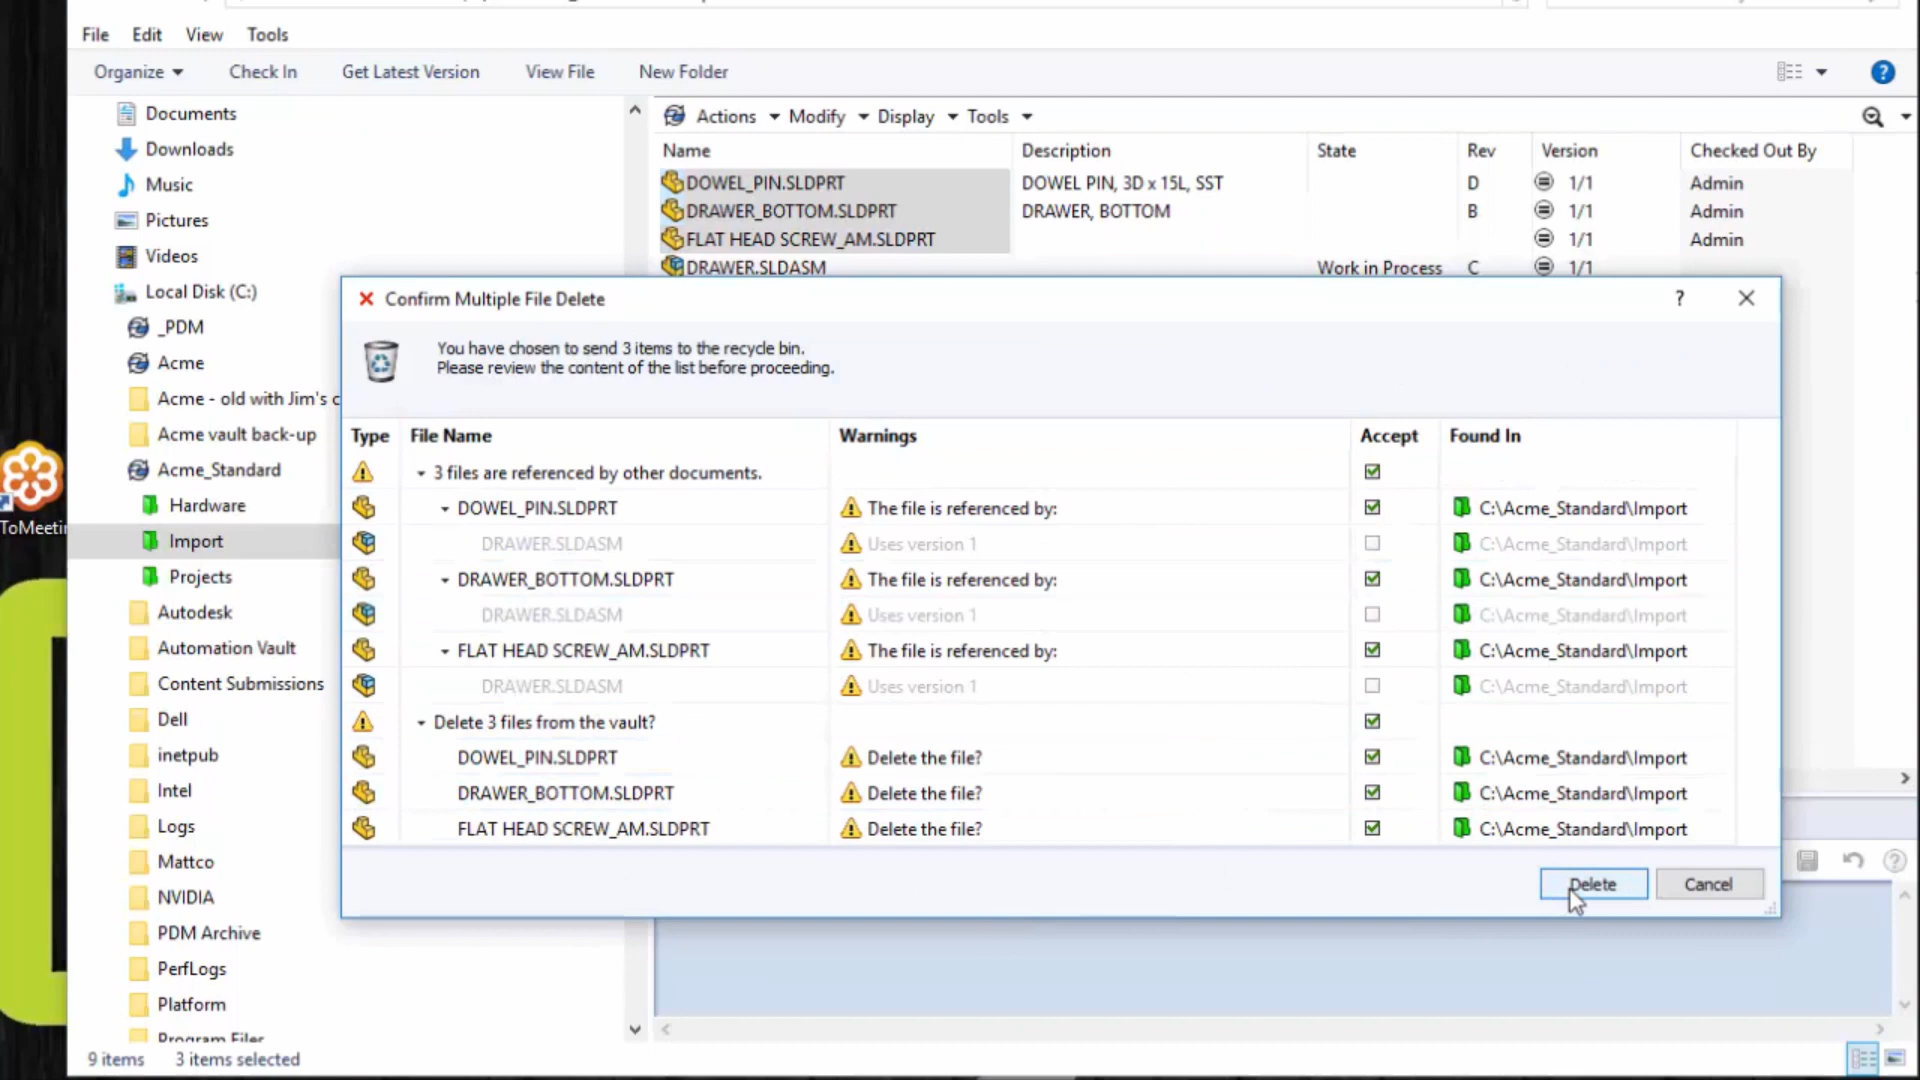 File Edit View Tools
Organize Check In Get Latest Version View File New Folder ?
Documents
Downloads
Music
Pictures
Videos
Local Disk (C:)
_PDM
Acme
Acme - old with Jim's c
Acme vault back-up
Acme_Standard
Hardware
Import
Projects
Autodesk
Automation Vault
Content Submissions
Dell
inetpub
Intel
Logs
Mattco
NVIDIA
PDM Archive
PerfLogs
Platform
Program Files
ToMeetin
Actions Modify Display Tools
Name Description State Rev Version Checked Out By
DOWEL_PIN.SLDPRT DOWEL PIN, 3D x 15L, SST D 1/1 Admin
DRAWER_BOTTOM.SLDPRT DRAWER, BOTTOM B 1/1 Admin
FLAT HEAD SCREW_AM.SLDPRT 1/1 Admin
DRAWER.SLDASM Work in Process C 1/1
Confirm Multiple File Delete ?
You have chosen to send 3 items to the recycle bin.
Please review the content of the list before proceeding.
Type File Name Warnings Accept Found In
3 files are referenced by other documents.
DOWEL_PIN.SLDPRT The file is referenced by: C:\Acme_Standard\Import
DRAWER.SLDASM Uses version 1 C:\Acme_Standard\Import
DRAWER_BOTTOM.SLDPRT The file is referenced by: C:\Acme_Standard\Import
DRAWER.SLDASM Uses version 1 C:\Acme_Standard\Import
FLAT HEAD SCREW_AM.SLDPRT The file is referenced by: C:\Acme_Standard\Import
DRAWER.SLDASM Uses version 1 C:\Acme_Standard\Import
Delete 3 files from the vault?
DOWEL_PIN.SLDPRT Delete the file? C:\Acme_Standard\Import
DRAWER_BOTTOM.SLDPRT Delete the file? C:\Acme_Standard\Import
FLAT HEAD SCREW_AM.SLDPRT Delete the file? C:\Acme_Standard\Import
Delete Cancel
?
9 items 3 items selected